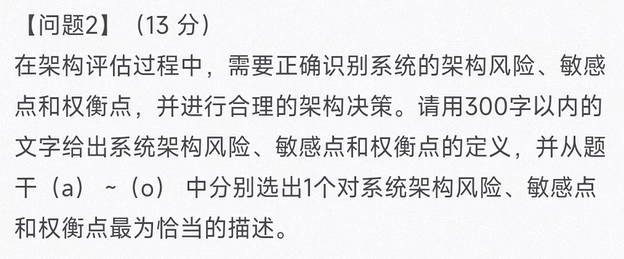 【问题2】（13 分）
在架构评估过程中，需要正确识别系统的架构风险、敏感
点和权衡点，并进行合理的架构决策。请用300字以内的
文字给出系统架构风险、敏感点和权衡点的定义，并从题
干（a） ~（o） 中分别选出1个对系统架构风险、敏感点
和权衡点最为恰当的描述。